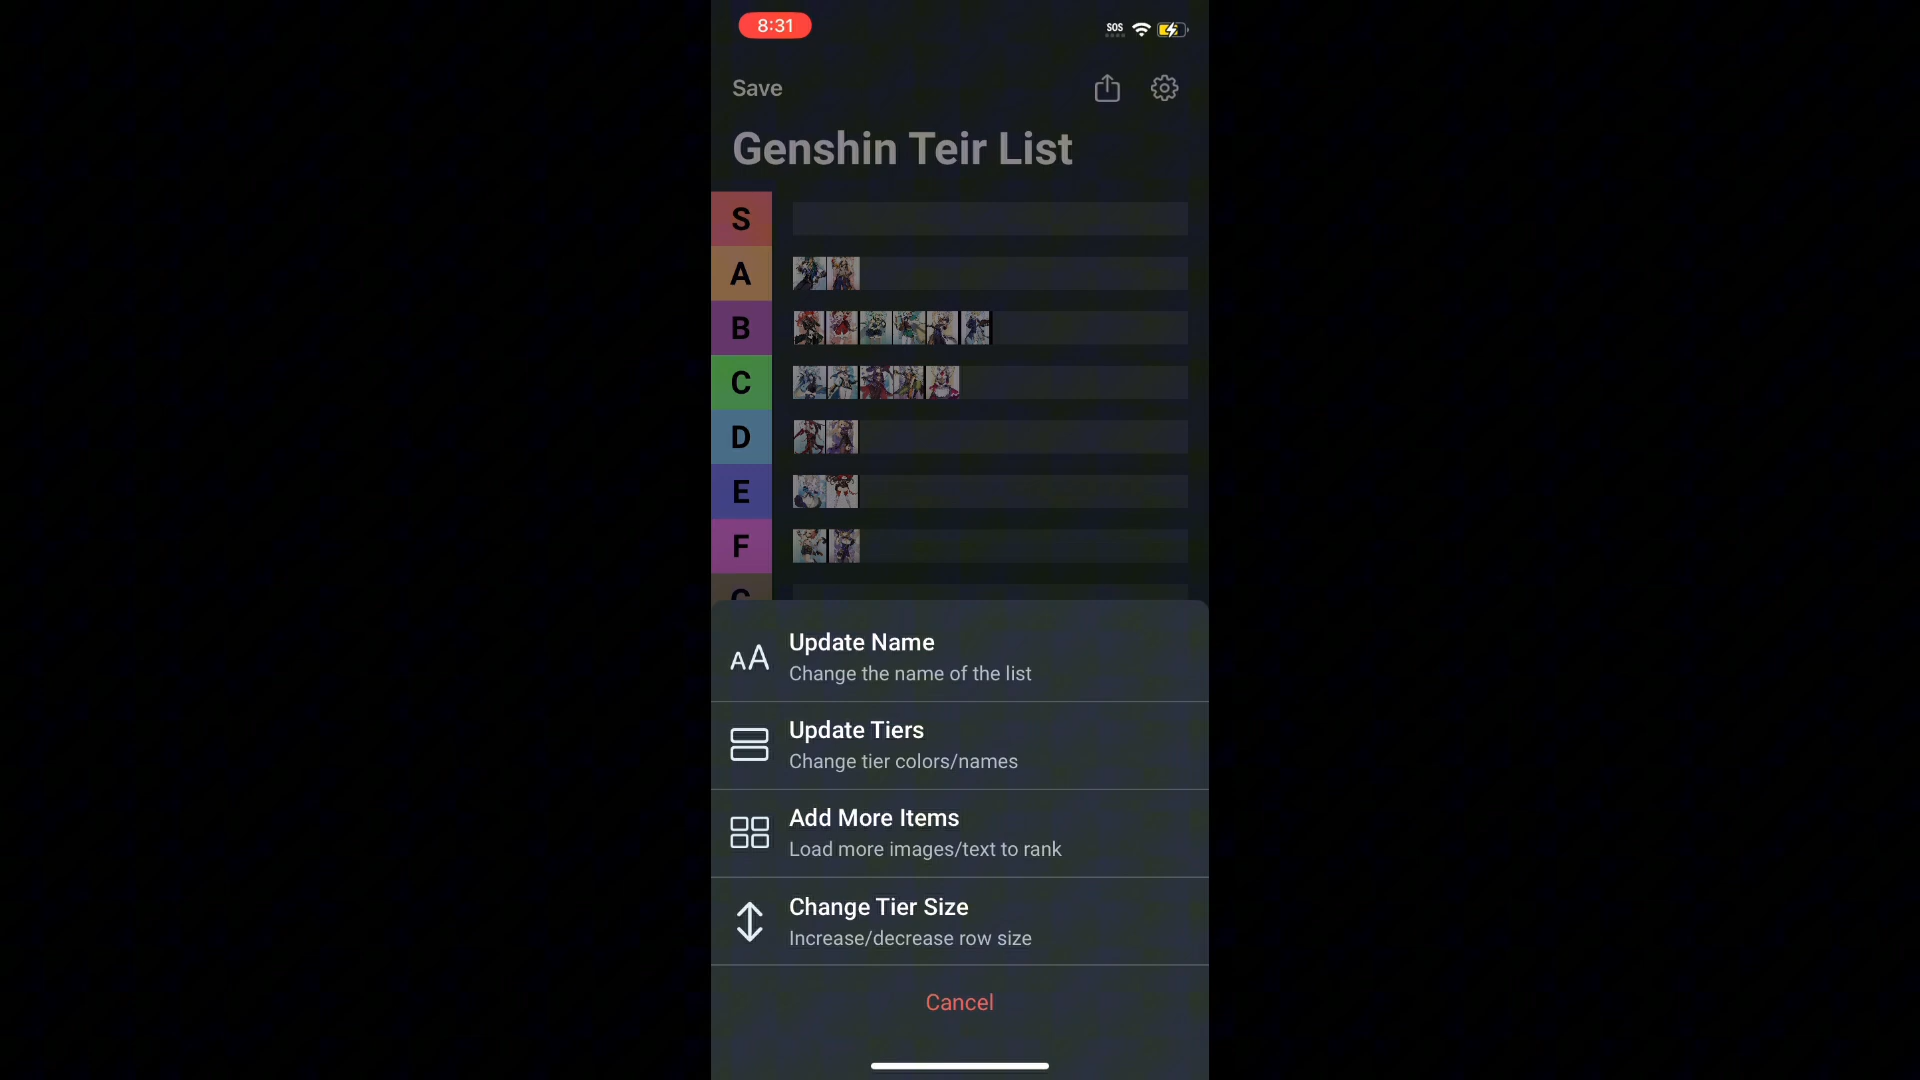 8:31
SOS
Save
Genshin Teir List
S
A
B
C
D
E
F
Update Name
Change the name of the list
Update Tiers
Change tier colors/names
Add More Items
Load more images/text to rank
Change Tier Size
Increase/decrease row size
Cancel